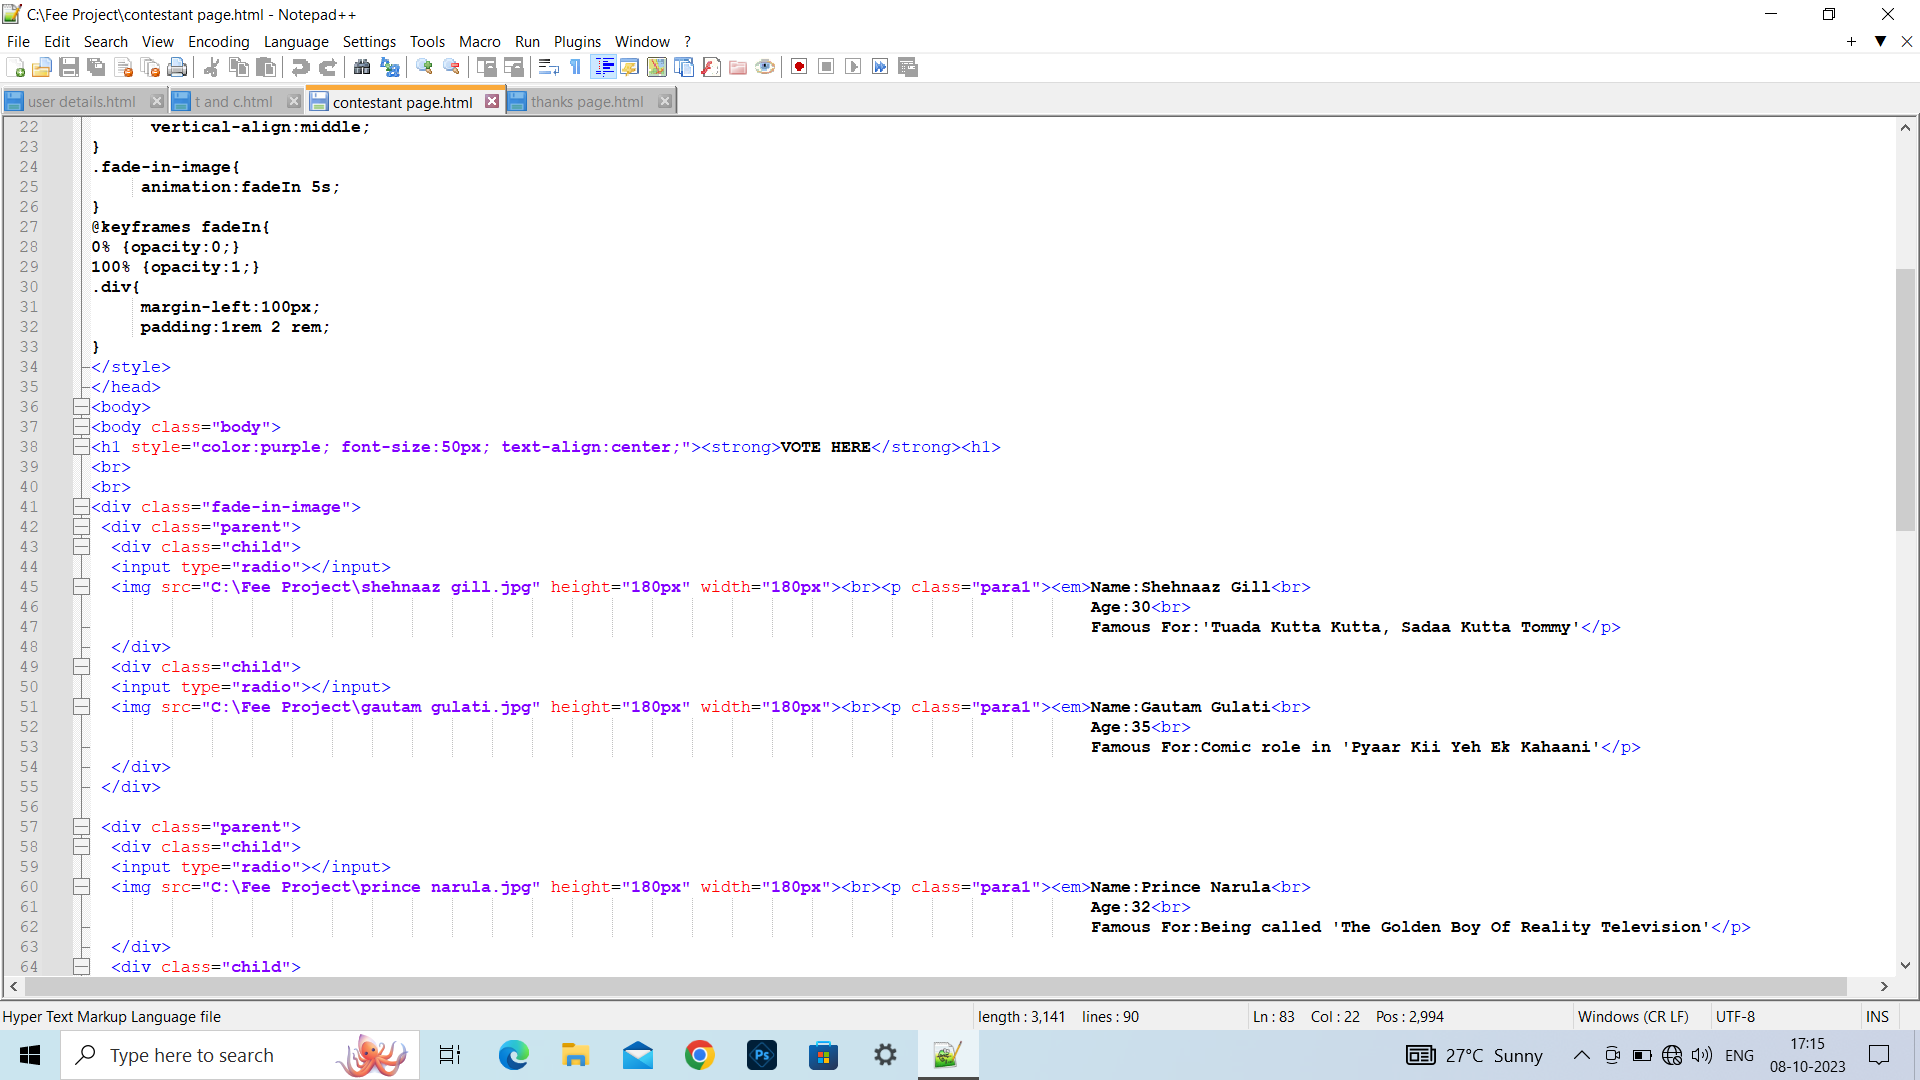 C:\Fee Project\contestant page.html - Notepad++
File Edit Search View Encoding Language Settings Tools Macro Run Plugins Window ?
user details.html t and c.html contestant page.html thanks page.html
22 vertical-align:middle;
23 }
24 .fade-in-image{
25 animation:fadeIn 5s;
26 }
27 @keyframes fadeIn{
28 0% {opacity:0;}
29 100% {opacity:1;}
30 .div{
31 margin-left:100px;
32 padding:1rem 2 rem;
33 }
34 </style>
35 </head>
36 <body>
37 <body class="body">
38 <h1 style="color:purple; font-size:50px; text-align:center;"><strong>VOTE HERE</strong><h1>
39 <br>
40 <br>
41 <div class="fade-in-image">
42 <div class="parent">
43 <div class="child">
44 <input type="radio"></input>
45 <img src="C:\Fee Project\shehnaaz gill.jpg" height="180px" width="180px"><br><p class="para1"><em>Name:Shehnaaz Gill<br>
46 Age:30<br>
47 Famous For:'Tuada Kutta Kutta, Sadaa Kutta Tommy'</p>
48 </div>
49 <div class="child">
50 <input type="radio"></input>
51 <img src="C:\Fee Project\gautam gulati.jpg" height="180px" width="180px"><br><p class="para1"><em>Name:Gautam Gulati<br>
52 Age:35<br>
53 Famous For:Comic role in 'Pyaar Kii Yeh Ek Kahaani'</p>
54 </div>
55 </div>
56
57 <div class="parent">
58 <div class="child">
59 <input type="radio"></input>
60 <img src="C:\Fee Project\prince narula.jpg" height="180px" width="180px"><br><p class="para1"><em>Name:Prince Narula<br>
61 Age:32<br>
62 Famous For:Being called 'The Golden Boy Of Reality Television'</p>
63 </div>
64 <div class="child">
Hyper Text Markup Language file length : 3,141 lines : 90 Ln : 83 Col : 22 Pos : 2,994 Windows (CR LF) UTF-8 INS
Type here to search Ps 27°C Sunny ENG 17:15
08-10-2023